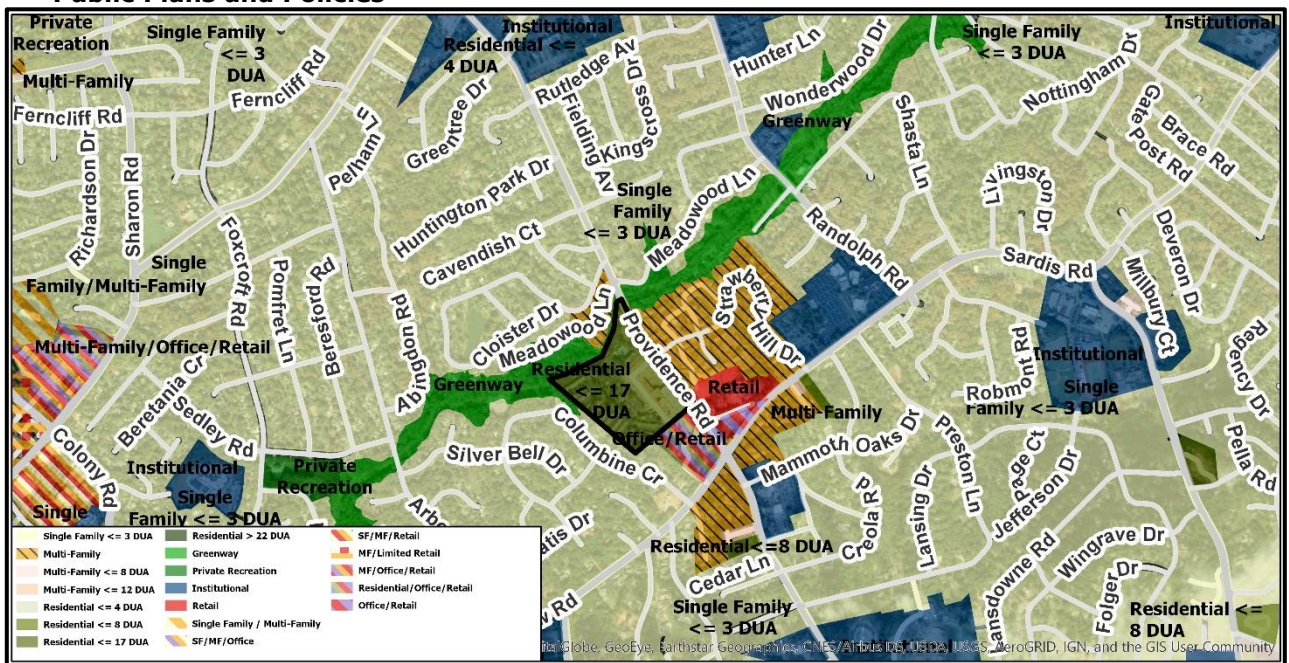 Public Plans and Policies
Private
Recreation
Single Family
<= 3
DUA
Institutional
Residential <=
4 DUA
Single Family
<= 3 DUA
Institutional
Multi-Family
Ferncliff Rd
Ferncliff Rd
Richardson Dr
Sharon Rd
Pelham Ln
Greentree Dr
Rutledge Av
Fielding Av
Kingscross Dr
Hunter Ln
Wonderwood Dr
Greenway
Shasta Ln
Nottingham Dr
Gate Post Rd
Brace Rd
Livingston Dr
Huntington Park Dr
Cavendish Ct
Single
Family
<= 3 DUA
Meadowood Ln
Randolph Rd
Sardis Rd
Deveron Dr
Millbury Ct
Regency Dr
Foxcroft Rd
Pomfret Ln
Beresford Rd
Abingdon Rd
Single
Family/Multi-Family
Multi-Family/Office/Retail
Cloister Dr
Meadowood Ln
Providence Rd
Strawberry Hill Dr
Institutional
Single
Family <= 3 DUA
Robmont Rd
Beretania Cr
Sedley Rd
Greenway
Residential
<= 17
DUA
Retail
Multi-Family
Office/Retail
Colony Rd
Silver Bell Dr
Columbine Cr
Mammoth Oaks Dr
Preston Ln
Page Ct
Jefferson Dr
Pella Rd
Institutional
Private
Recreation
Single
Family <= 3 DUA
Single
Creola Rd
Lansing Dr
Residential<=8 DUA
Cedar Ln
Lansdowne Rd
Wingrave Dr
Folger Dr
Single Family
<= 3 DUA
Residential <=
8 DUA
Institutional
Single Family <= 3 DUA
Multi-Family
Multi-Family <= 8 DUA
Multi-Family <= 12 DUA
Residential <= 4 DUA
Residential <= 8 DUA
Residential <= 17 DUA
Residential > 22 DUA
Greenway
Private Recreation
Institutional
Retail
Single Family / Multi-Family
SF/MF/Office
SF/MF/Retail
MF/Limited Retail
MF/Office/Retail
Residential/Office/Retail
Office/Retail
GeoEye, Earthstar Geographics, CNES/Airbus DS, USDA, USGS, AeroGRID, IGN, and the GIS User Community